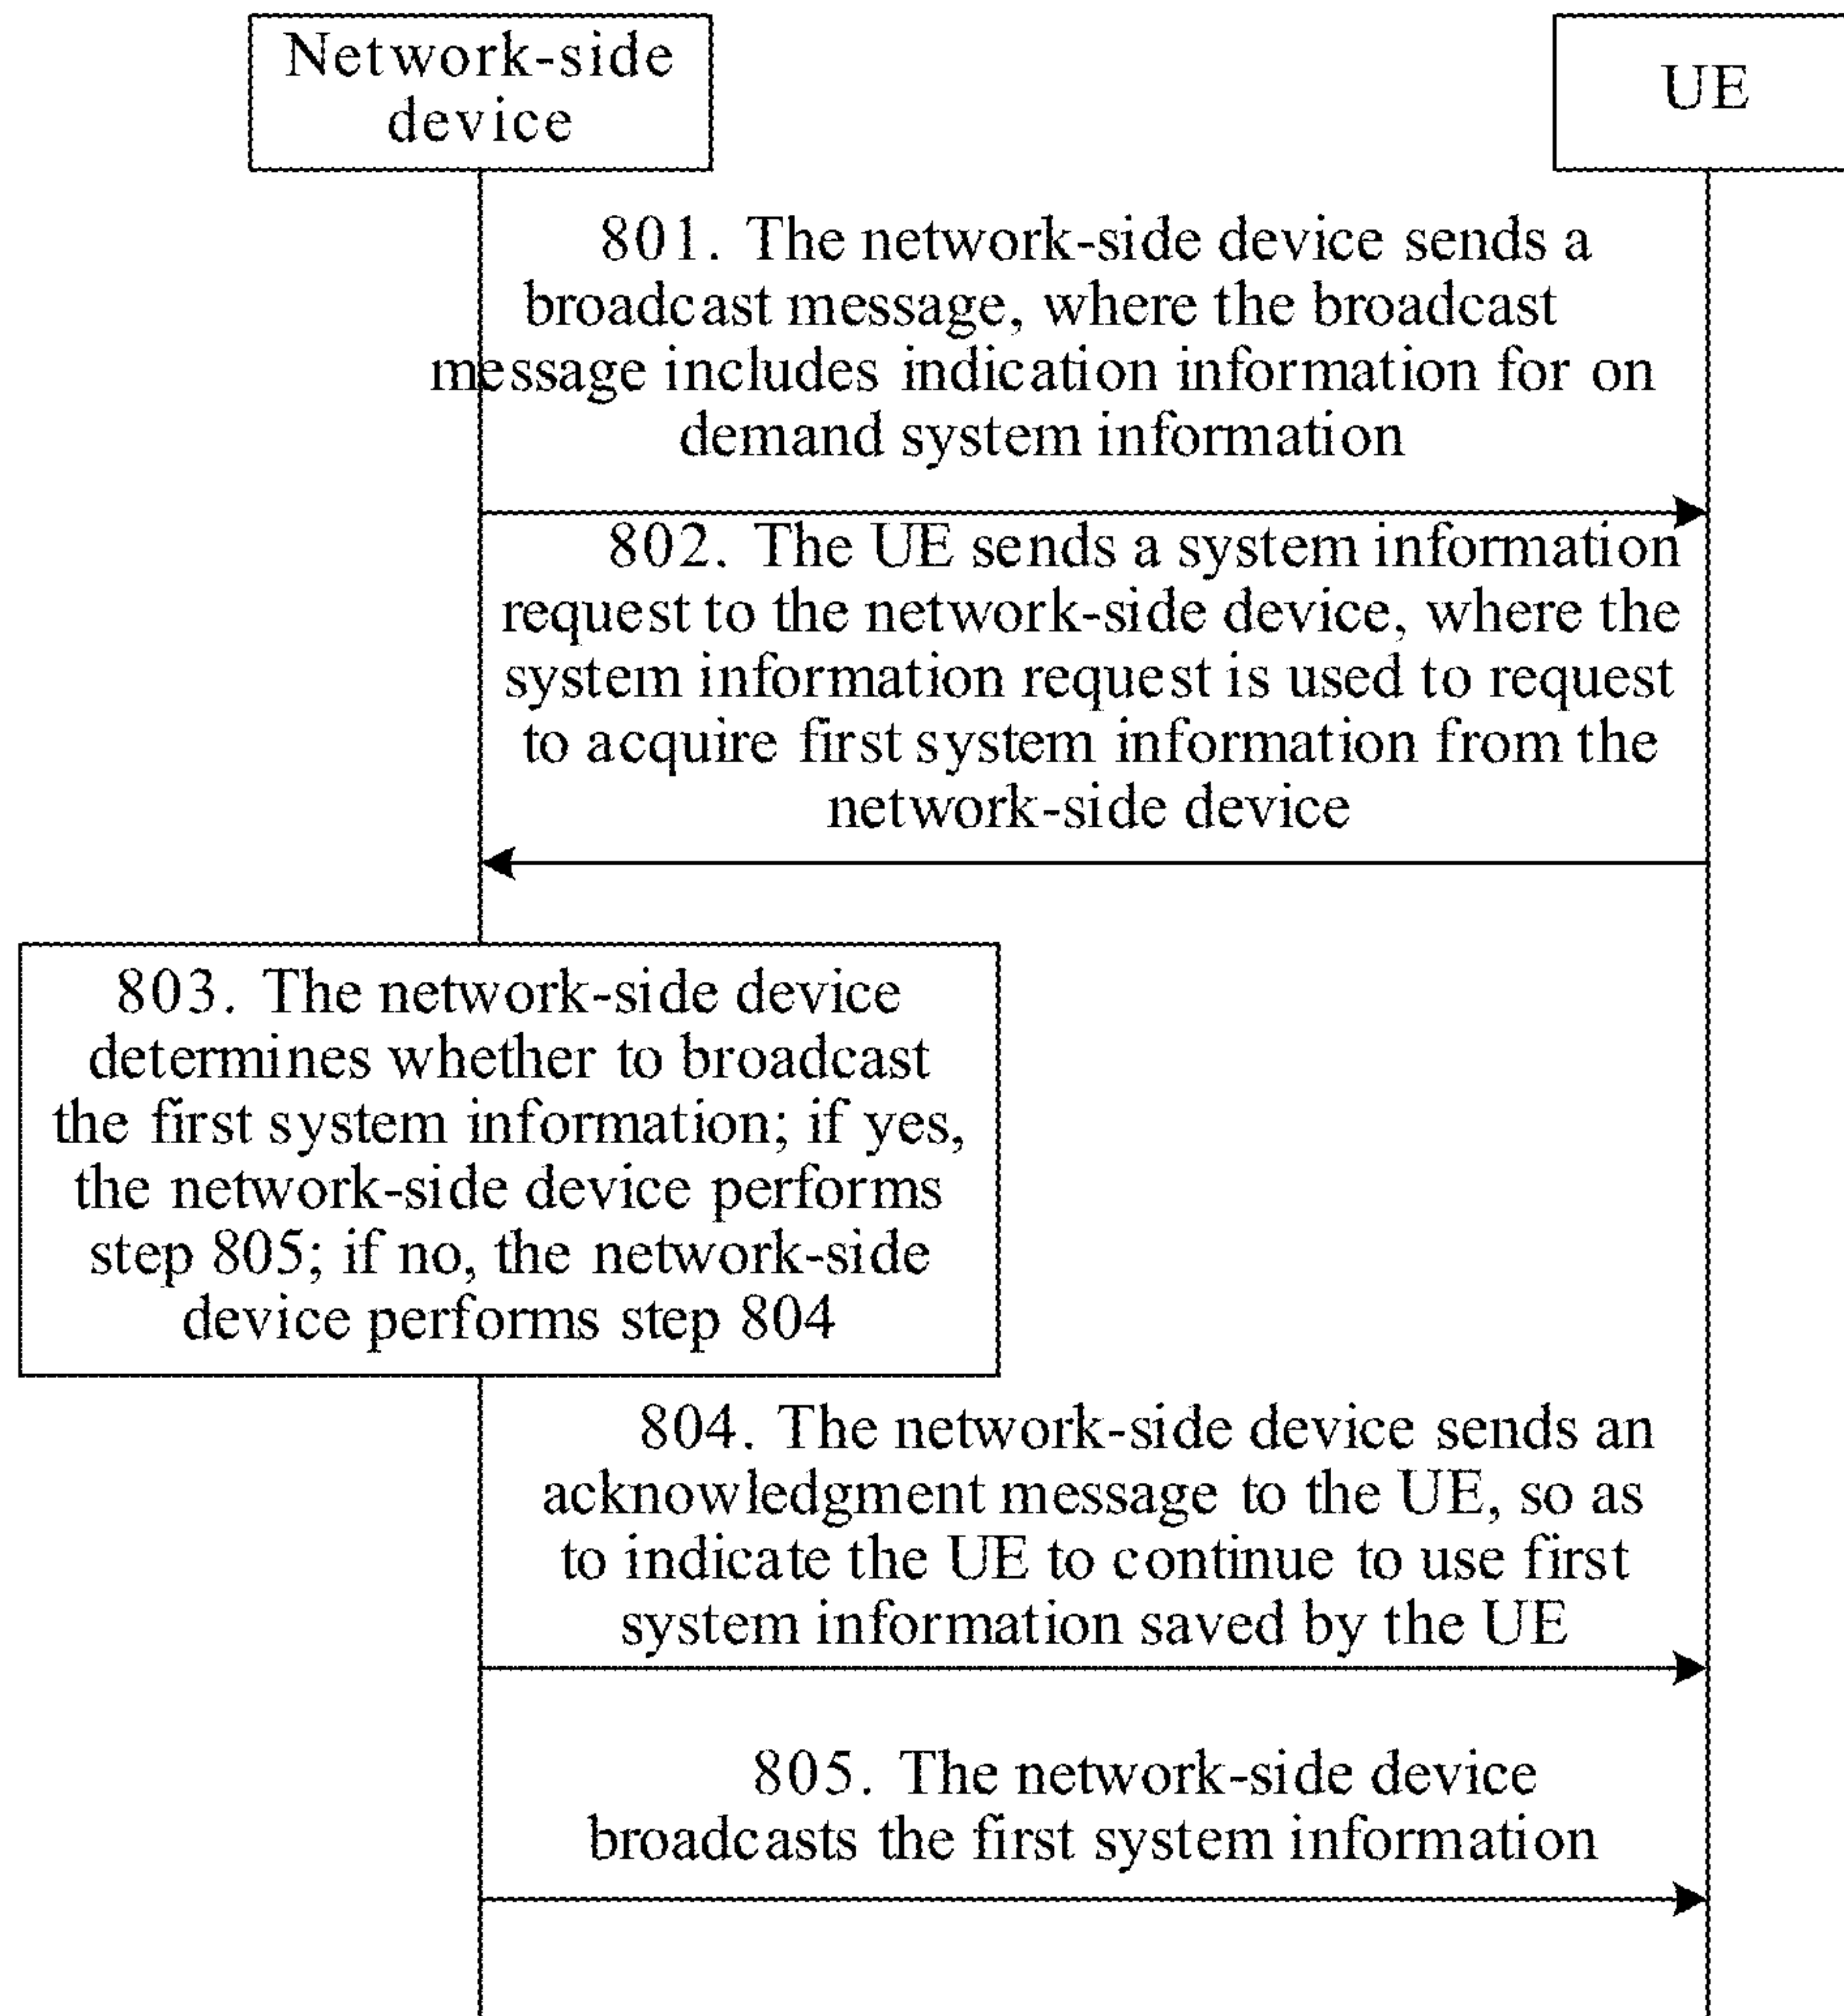 Network-side
device
UE
801. The network-side device sends a
broadcast message, where the broadcast
message includes indication information for on
demand system information
802. The UE sends a system information
request to the network-side device, where the
system information request is used to request
to acquire first system information from the
network-side device
803. The network-side device
determines whether to broadcast
the first system information; if yes,
the network-side device performs
step 805; if no, the network-side
device performs step 804
804. The network-side device sends an
acknowledgment message to the UE, so as
to indicate the UE to continue to use first
system information saved by the UE
805. The network-side device
broadcasts the first system information